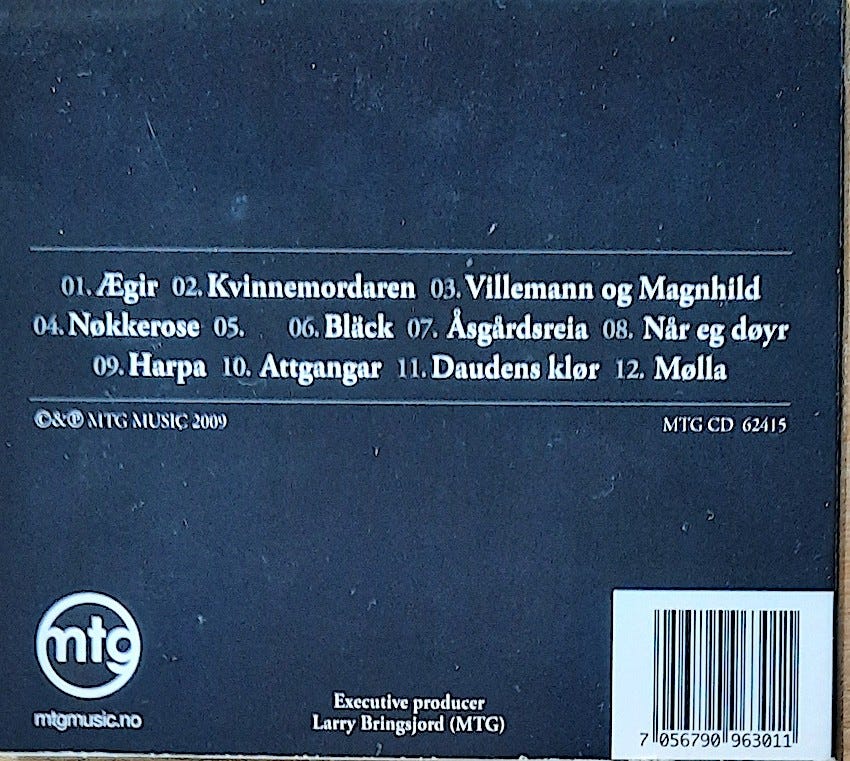 01. Ægir 02. Kvinnemordaren 03. Villemann og Magnhild
04. Nøkkerose 05. 06. Bläck 07. Åsgårdsreia 08. Når eg døyr
09. Harpa 10. Attgangar 11. Daudens klør 12. Mølla
©&℗ MTG MUSIC 2009
MTG CD 62415
mtg
mtgmusic.no
Executive producer
Larry Bringsjord (MTG)
7 056790 963011